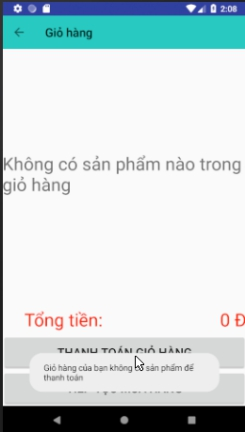 2:08
Giỏ hàng
Không có sản phẩm nào trong
giỏ hàng
Tổng tiền: 0 Đ
THANH TOÁN GIỎ HÀNG
Giỏ hàng của bạn không có sản phẩm để
thanh toán